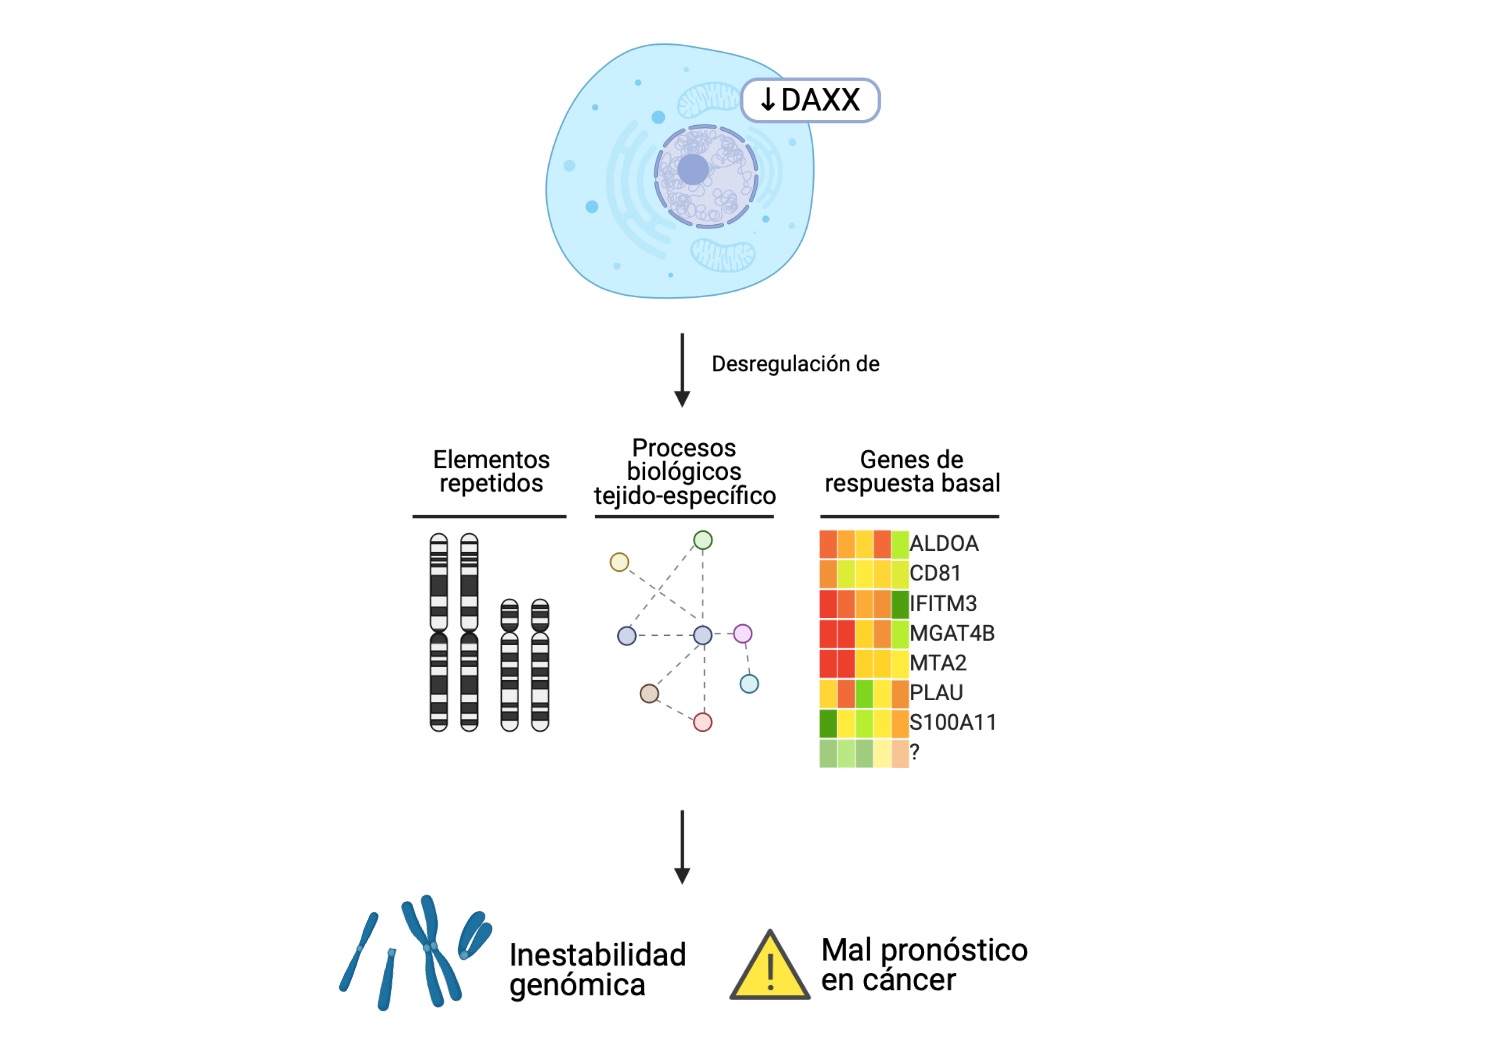 ↓DAXX
Desregulación de
Elementos
repetidos
Procesos
biológicos
tejido-específico
Genes de
respuesta basal
ALDOA
CD81
IFITM3
MGAT4B
MTA2
PLAU
S100A11
?
Inestabilidad
genómica
Mal pronóstico
en cáncer